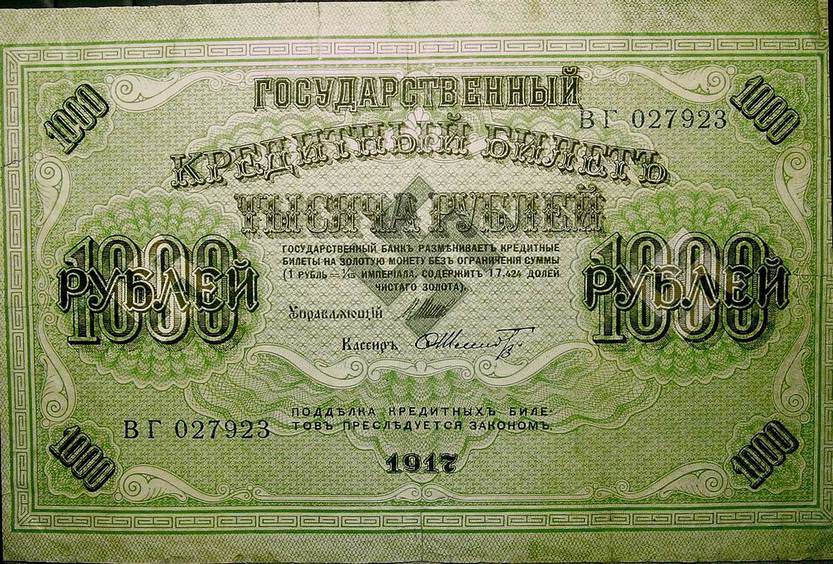 1000 1000
ГОСУДАРСТВЕННЫЙ
ВГ 027923
КРЕДИТНЫЙ БИЛЕТЪ
ТЫСЯЧА РУБЛЕЙ
ГОСУДАРСТВЕННЫЙ БАНКЪ РАЗМѢНИВАЕТЪ КРЕДИТНЫЕ
БИЛЕТЫ НА ЗОЛОТУЮ МОНЕТУ БЕЗЪ ОГРАНИЧЕНІЯ СУММЫ
(1 РУБЛЬ = 1/15 ИМПЕРІАЛА, СОДЕРЖИТЪ 17,424 ДОЛЕЙ
ЧИСТАГО ЗОЛОТА).
1000 РУБЛЕЙ
1000 РУБЛЕЙ
Управляющій
Кассиръ
ПОДДѢЛКА КРЕДИТНЫХЪ БИЛЕ-
ТОВЪ ПРЕСЛѢДУЕТСЯ ЗАКОНОМЪ.
ВГ 027923
1917
1000 1000